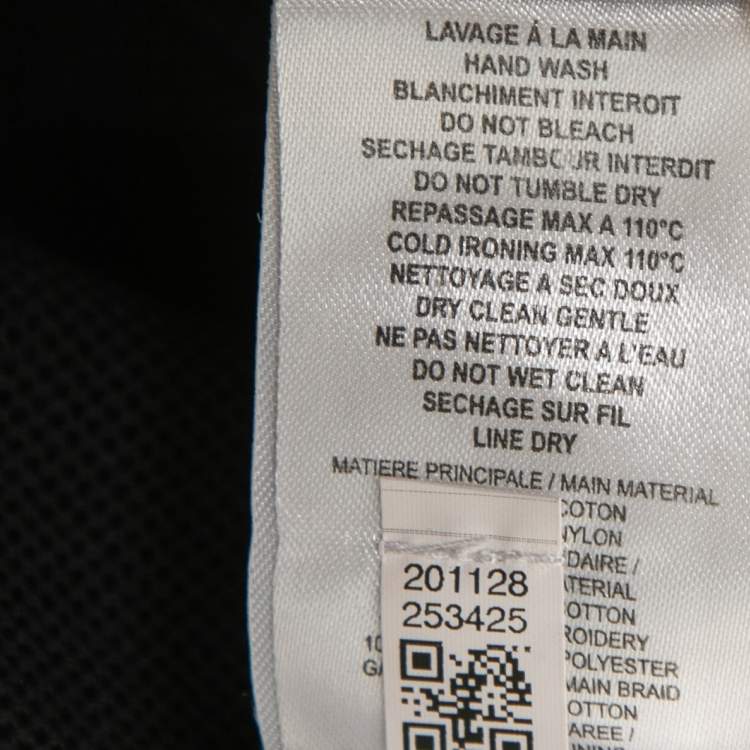 LAVAGE Á LA MAIN
HAND WASH
BLANCHIMENT INTEROIT
DO NOT BLEACH
SECHAGE TAMBOUR INTERDIT
DO NOT TUMBLE DRY
REPASSAGE MAX A 110°C
COLD IRONING MAX 110°C
NETTOYAGE A SEC DOUX
DRY CLEAN GENTLE
NE PAS NETTOYER A L'EAU
DO NOT WET CLEAN
SECHAGE SUR FIL
LINE DRY
MATIERE PRINCIPALE / MAIN MATERIAL
COTON
NYLON
DAIRE /
TERIAL
OTTON
ROIDERY
POLYESTER
MAIN BRAID
OTTON
AREE /
201128
253425